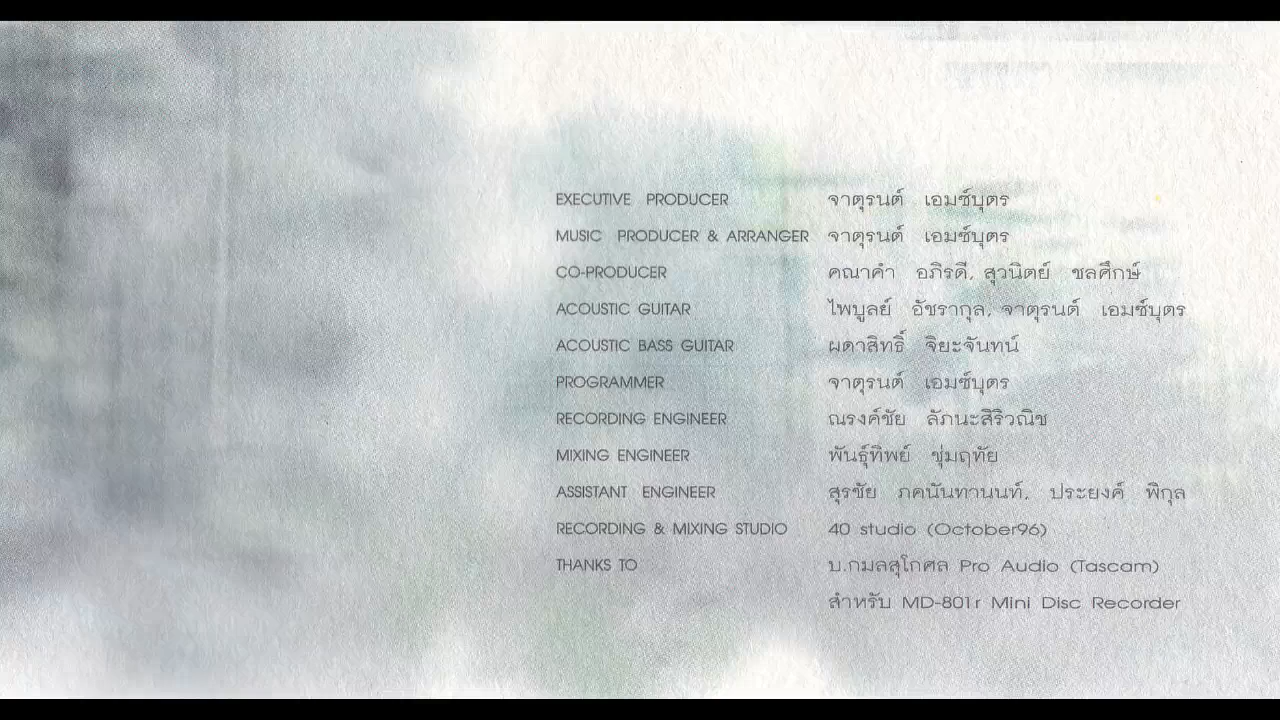 EXECUTIVE PRODUCER จาตุรนต์ เอมซ์บุตร
MUSIC PRODUCER & ARRANGER จาตุรนต์ เอมซ์บุตร
CO-PRODUCER คณาคำ อภิรดี, สุวนิตย์ ชลศึกษ์
ACOUSTIC GUITAR ไพบูลย์ อัชรากุล, จาตุรนต์ เอมซ์บุตร
ACOUSTIC BASS GUITAR ผดาสิทธิ์ จิยะจันทน์
PROGRAMMER จาตุรนต์ เอมซ์บุตร
RECORDING ENGINEER ณรงค์ชัย ลัภนะสิริวณิช
MIXING ENGINEER พันธุ์ทิพย์ ชุ่มฤทัย
ASSISTANT ENGINEER สุรชัย ภคนันทานนท์, ประยงค์ พิกุล
RECORDING & MIXING STUDIO 40 studio (October96)
THANKS TO บ.กมลสุโกศล Pro Audio (Tascam)
สำหรับ MD-801r Mini Disc Recorder